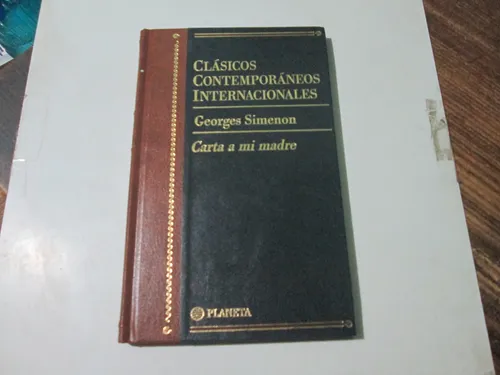 CLÁSICOS
CONTEMPORÁNEOS
INTERNACIONALES
Georges Simenon
Carta a mi madre
PLANETA